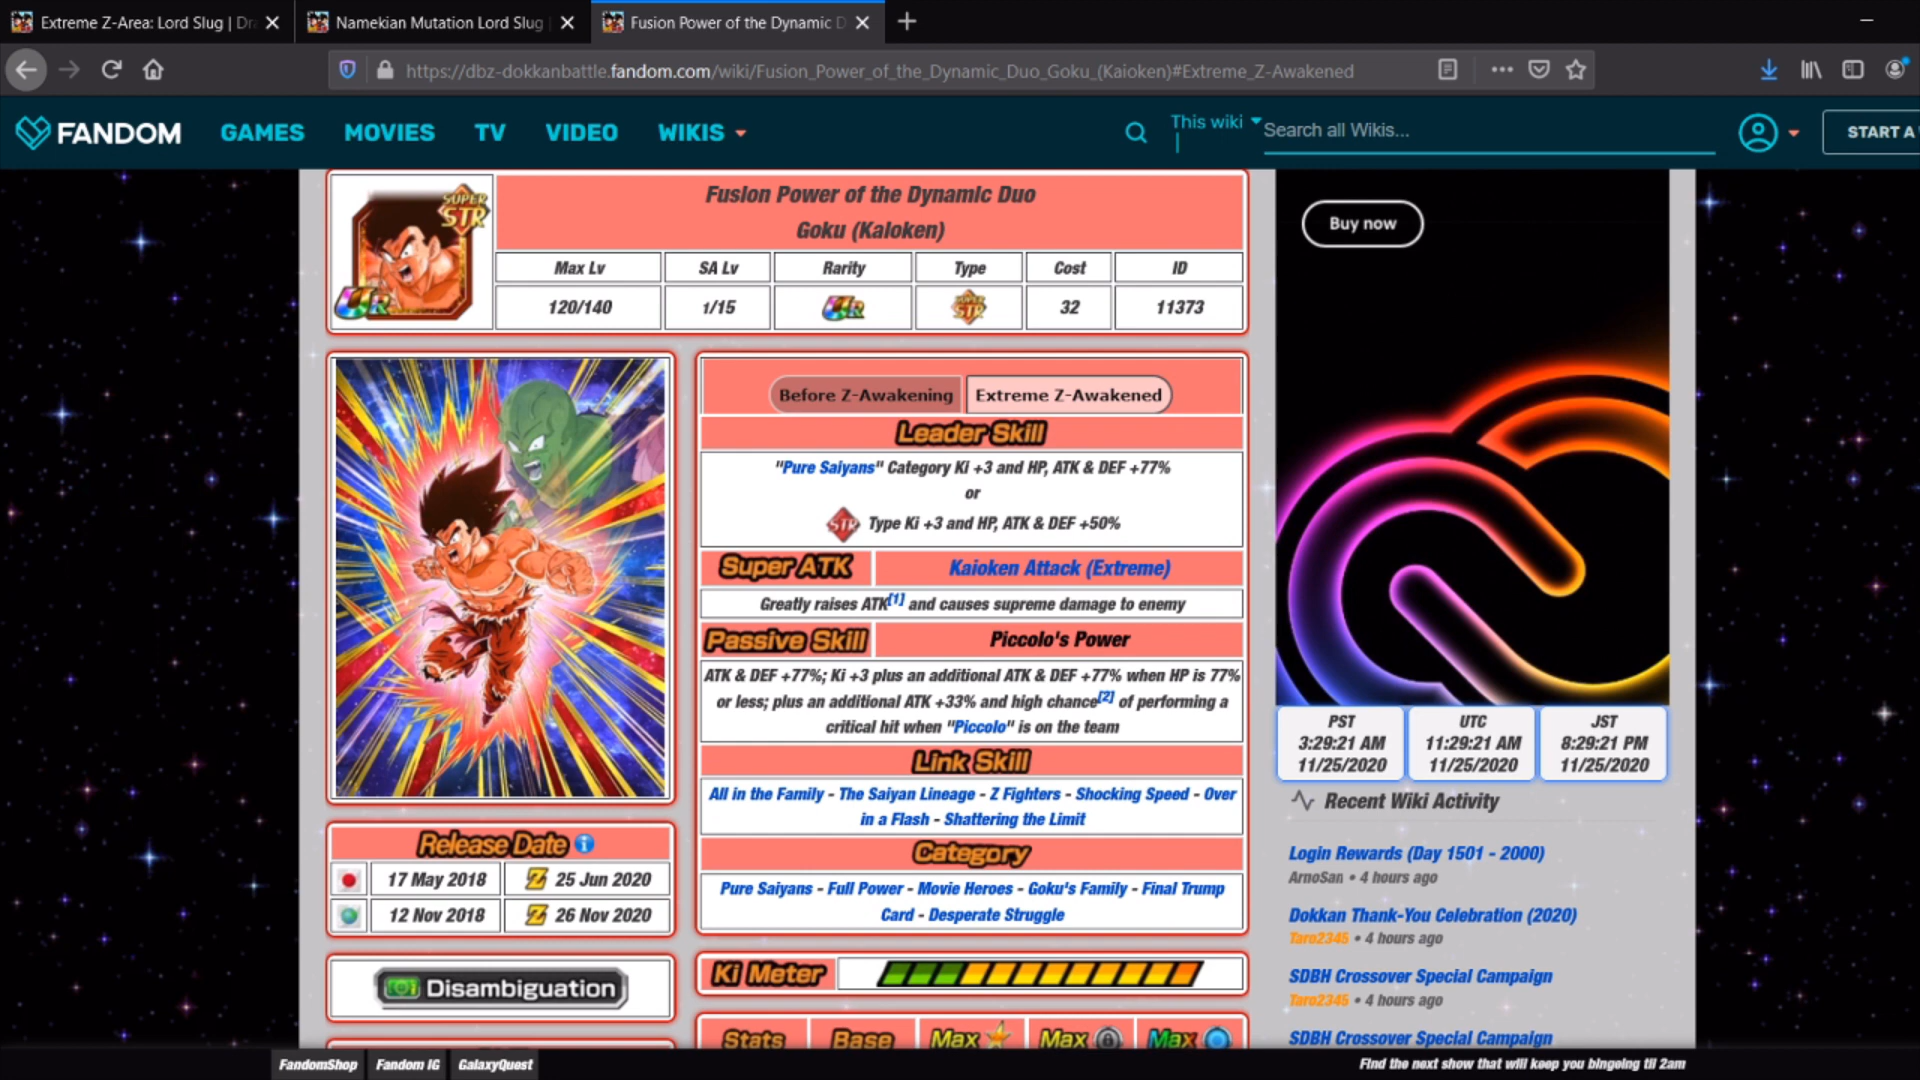 Extreme Z-Area: Lord Slug | Dr
Namekian Mutation Lord Slug
Fusion Power of the Dynamic D
https://dbz-dokkanbattle.fandom.com/wiki/Fusion_Power_of_the_Dynamic_Duo_Goku_(Kaioken)#Extreme_Z-Awakened
FANDOM
GAMES
MOVIES
TV
VIDEO
WIKIS
This wiki
Search all Wikis...
START A
Fusion Power of the Dynamic Duo
Goku (Kaioken)
Max Lv SA Lv Rarity Type Cost ID
120/140 1/15 UR SUPER STR 32 11373
SUPER STR
UR
Before Z-Awakening Extreme Z-Awakened
Leader Skill
"Pure Saiyans" Category Ki +3 and HP, ATK & DEF +77%
or
STR Type Ki +3 and HP, ATK & DEF +50%
Super ATK Kaioken Attack (Extreme)
Greatly raises ATK[1] and causes supreme damage to enemy
Passive Skill Piccolo's Power
ATK & DEF +77%; Ki +3 plus an additional ATK & DEF +77% when HP is 77%
or less; plus an additional ATK +33% and high chance[2] of performing a
critical hit when "Piccolo" is on the team
Link Skill
All in the Family - The Saiyan Lineage - Z Fighters - Shocking Speed - Over
in a Flash - Shattering the Limit
Category
Pure Saiyans - Full Power - Movie Heroes - Goku's Family - Final Trump
Card - Desperate Struggle
Ki Meter
Stats Base Max Max Max
Release Date
17 May 2018 Z 25 Jun 2020
12 Nov 2018 Z 26 Nov 2020
Disambiguation
Buy now
PST UTC JST
3:29:21 AM 11:29:21 AM 8:29:21 PM
11/25/2020 11/25/2020 11/25/2020
Recent Wiki Activity
Login Rewards (Day 1501 - 2000)
ArnoSan • 4 hours ago
Dokkan Thank-You Celebration (2020)
Taro2345 • 4 hours ago
SDBH Crossover Special Campaign
Taro2345 • 4 hours ago
SDBH Crossover Special Campaign
FandomShop Fandom IG GalaxyQuest
Find the next show that will keep you bingeing til 2am